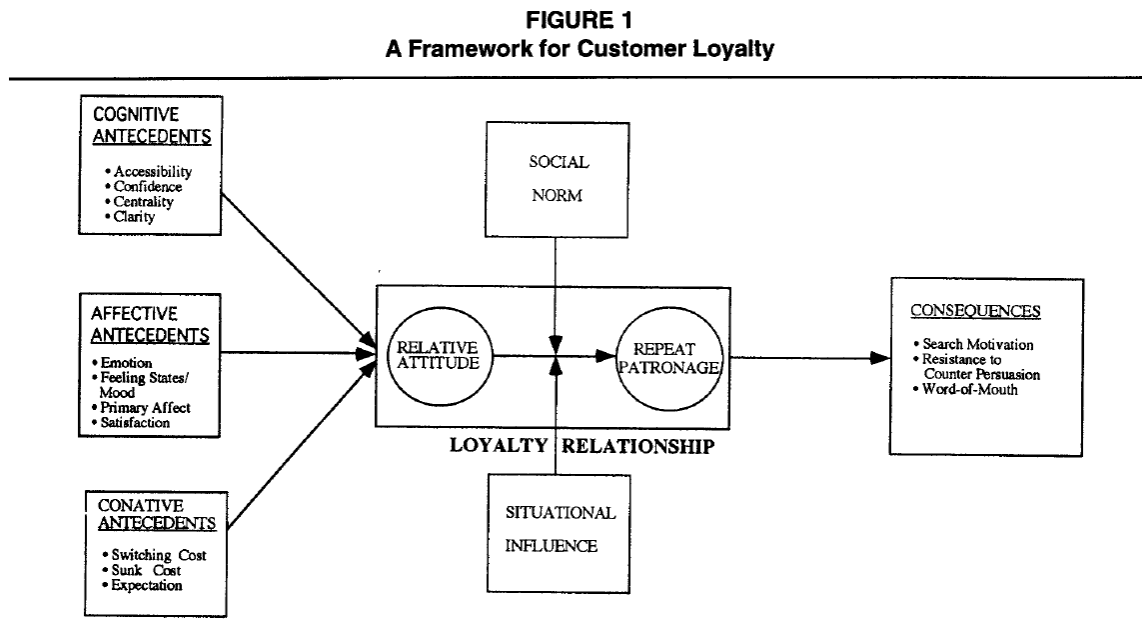 FIGURE 1
A Framework for Customer Loyalty
COGNITIVE
ANTECEDENTS
• Accessibility
• Confidence
• Centrality
• Clarity
SOCIAL
NORM
AFFECTIVE
ANTECEDENTS
• Emotion
• Feeling States/
Mood
• Primary Affect
• Satisfaction
RELATIVE
ATTITUDE
REPEAT
PATRONAGE
LOYALTY RELATIONSHIP
CONSEQUENCES
• Search Motivation
• Resistance to
Counter Persuasion
• Word-of-Mouth
CONATIVE
ANTECEDENTS
• Switching Cost
• Sunk Cost
• Expectation
SITUATIONAL
INFLUENCE